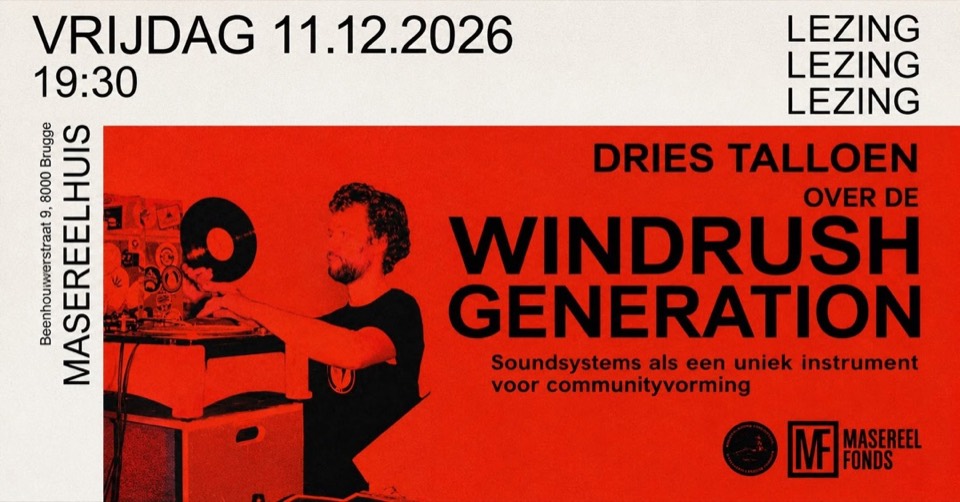 VRIJDAG 11.12.2026
19:30
LEZING
LEZING
LEZING
Beenhouwerstraat 9, 8000 Brugge
MASEREELHUIS
DRIES TALLOEN
OVER DE
WINDRUSH
GENERATION
Soundsystems als een uniek instrument
voor communityvorming
MF
MASEREEL
FONDS